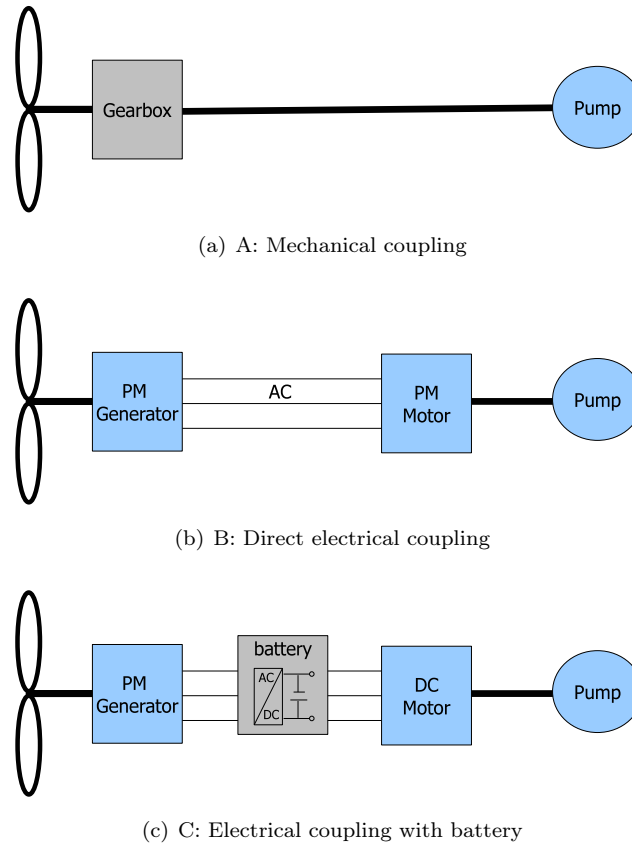 Gearbox
Pump
(a) A: Mechanical coupling
PM
Generator
AC
PM
Motor
Pump
(b) B: Direct electrical coupling
PM
Generator
battery
AC
DC
DC
Motor
Pump
(c) C: Electrical coupling with battery